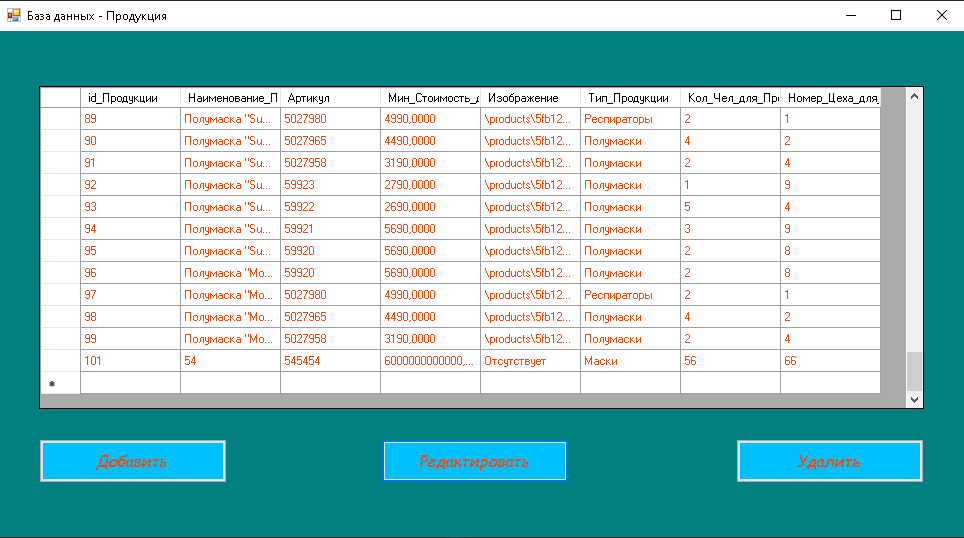 База данных - Продукция
id_Продукции Наименование_П Артикул Мин_Стоимость_д Изображение Тип_Продукции Кол_Чел_для_Про Номер_Цеха_для_
89 Полумаска "Su... 5027980 4990,0000 \products\5fb12... Респираторы 2 1
90 Полумаска "Su... 5027965 4490,0000 \products\5fb12... Полумаски 4 2
91 Полумаска "Su... 5027958 3190,0000 \products\5fb12... Полумаски 2 4
92 Полумаска "Su... 59923 2790,0000 \products\5fb12... Полумаски 1 9
93 Полумаска "Su... 59922 2690,0000 \products\5fb12... Полумаски 5 4
94 Полумаска "Su... 59921 5690,0000 \products\5fb12... Полумаски 3 9
95 Полумаска "Su... 59920 5690,0000 \products\5fb12... Полумаски 2 8
96 Полумаска "Mo... 59920 5690,0000 \products\5fb12... Полумаски 2 8
97 Полумаска "Mo... 5027980 4990,0000 \products\5fb12... Респираторы 2 1
98 Полумаска "Mo... 5027965 4490,0000 \products\5fb12... Полумаски 4 2
99 Полумаска "Mo... 5027958 3190,0000 \products\5fb12... Полумаски 2 4
101 54 545454 6000000000000,... Отсутствует Маски 56 66
*
Добавить Редактировать Удалить